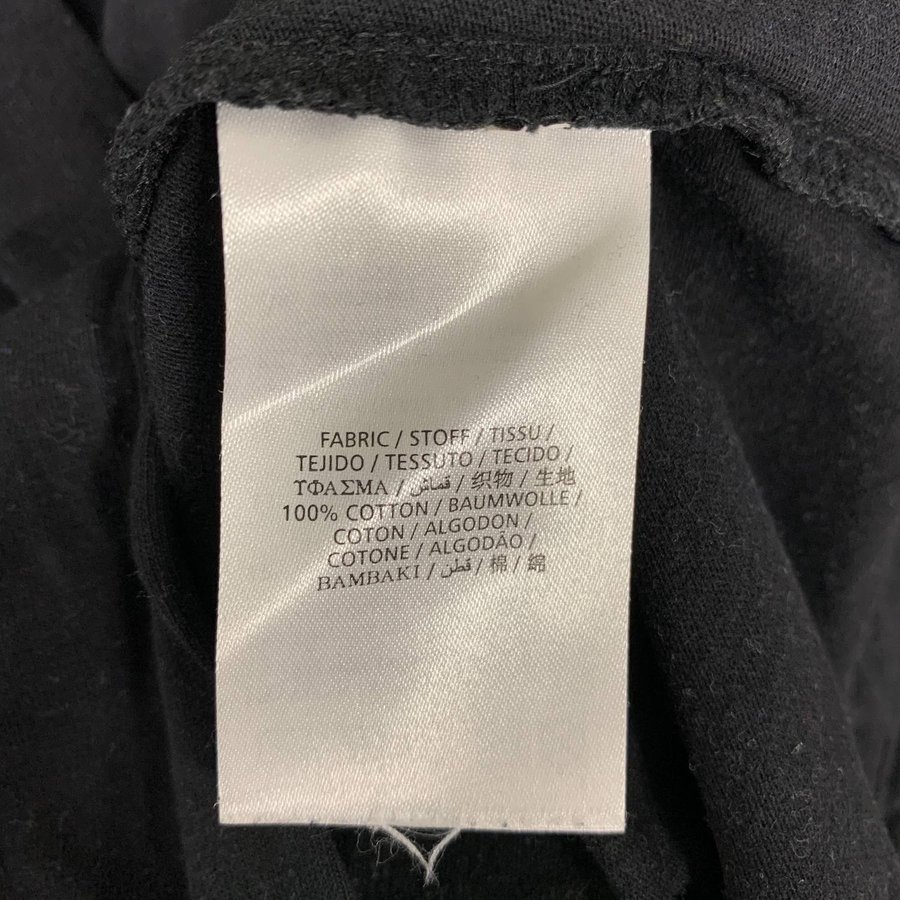 FABRIC / STOFF / TISSU /
TEJIDO / TESSUTO / TECIDO /
ΥΦΑΣΜΑ / قماش / 织物 / 生地
100% COTTON / BAUMWOLLE /
COTON / ALGODON /
COTONE / ALGODÃO /
BAMBAKI / قطن / 棉 / 綿